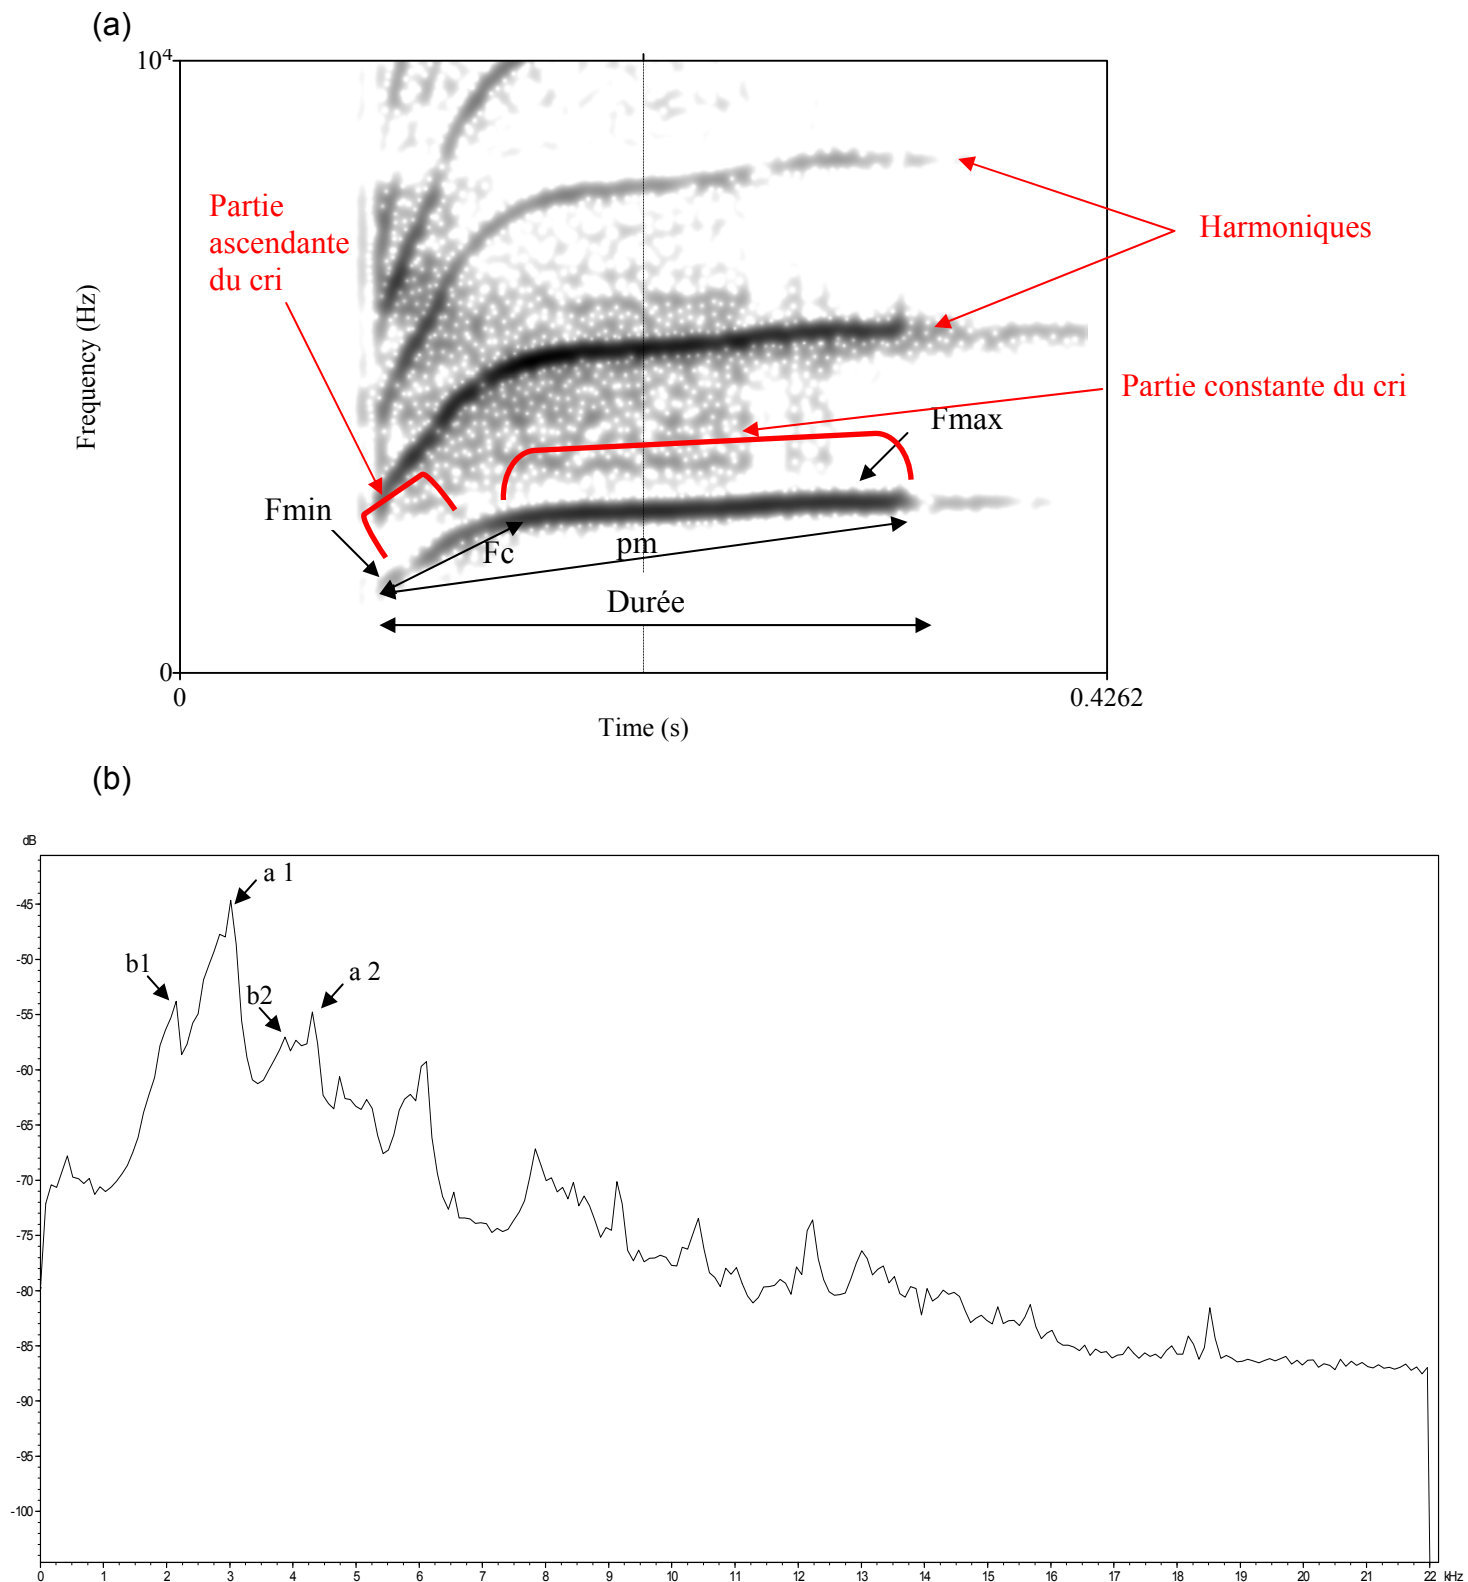 (a)
10⁴
Partie
ascendante
du cri
Harmoniques
Frequency (Hz)
Partie constante du cri
Fmax
Fmin
Fc
pm
Durée
0
0
0.4262
Time (s)
(b)
dB
a 1
-45
b1
a 2
-50
b2
-55
-60
-65
-70
-75
-80
-85
-90
-95
-100
0 1 2 3 4 5 6 7 8 9 10 11 12 13 14 15 16 17 18 19 20 21 22 kHz